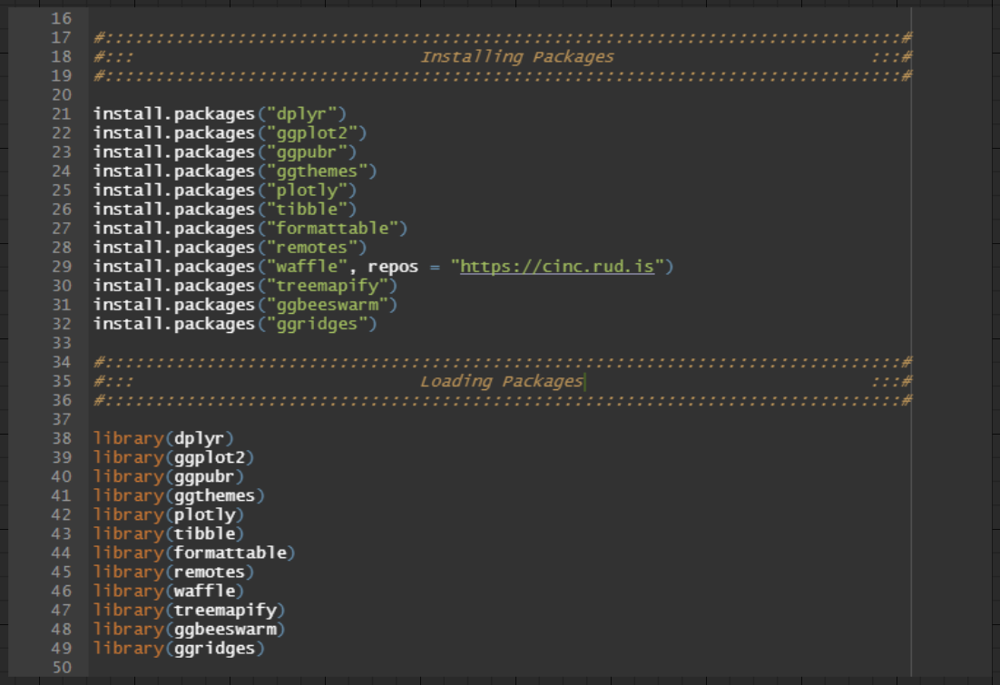 16
17 #::::::::::::::::::::::::::::::::::::::::::::::::::::::::::::::::::::::::::::::#
18 #::: Installing Packages :::#
19 #::::::::::::::::::::::::::::::::::::::::::::::::::::::::::::::::::::::::::::::#
20
21 install.packages("dplyr")
22 install.packages("ggplot2")
23 install.packages("ggpubr")
24 install.packages("ggthemes")
25 install.packages("plotly")
26 install.packages("tibble")
27 install.packages("formattable")
28 install.packages("remotes")
29 install.packages("waffle", repos = "https://cinc.rud.is")
30 install.packages("treemapify")
31 install.packages("ggbeeswarm")
32 install.packages("ggridges")
33
34 #::::::::::::::::::::::::::::::::::::::::::::::::::::::::::::::::::::::::::::::#
35 #::: Loading Packages :::#
36 #::::::::::::::::::::::::::::::::::::::::::::::::::::::::::::::::::::::::::::::#
37
38 library(dplyr)
39 library(ggplot2)
40 library(ggpubr)
41 library(ggthemes)
42 library(plotly)
43 library(tibble)
44 library(formattable)
45 library(remotes)
46 library(waffle)
47 library(treemapify)
48 library(ggbeeswarm)
49 library(ggridges)
50